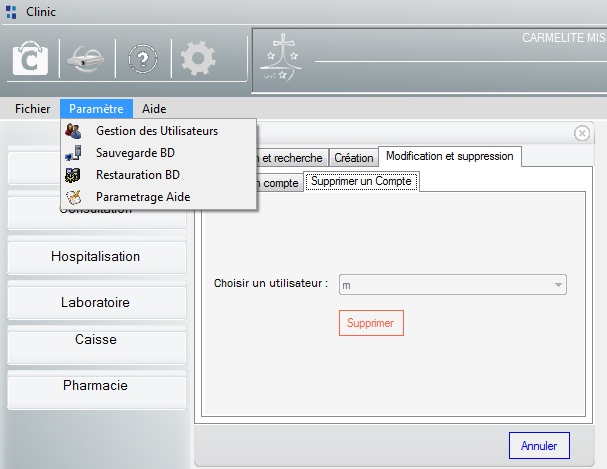 Clinic
CARMELITE MIS
Fichier Paramètre Aide
Gestion des Utilisateurs
Sauvegarde BD
Restauration BD
Parametrage Aide
n et recherche Création Modification et suppression
n compte Supprimer un Compte
Consultation
Hospitalisation
Laboratoire
Caisse
Pharmacie
Choisir un utilisateur : m
Supprimer
Annuler